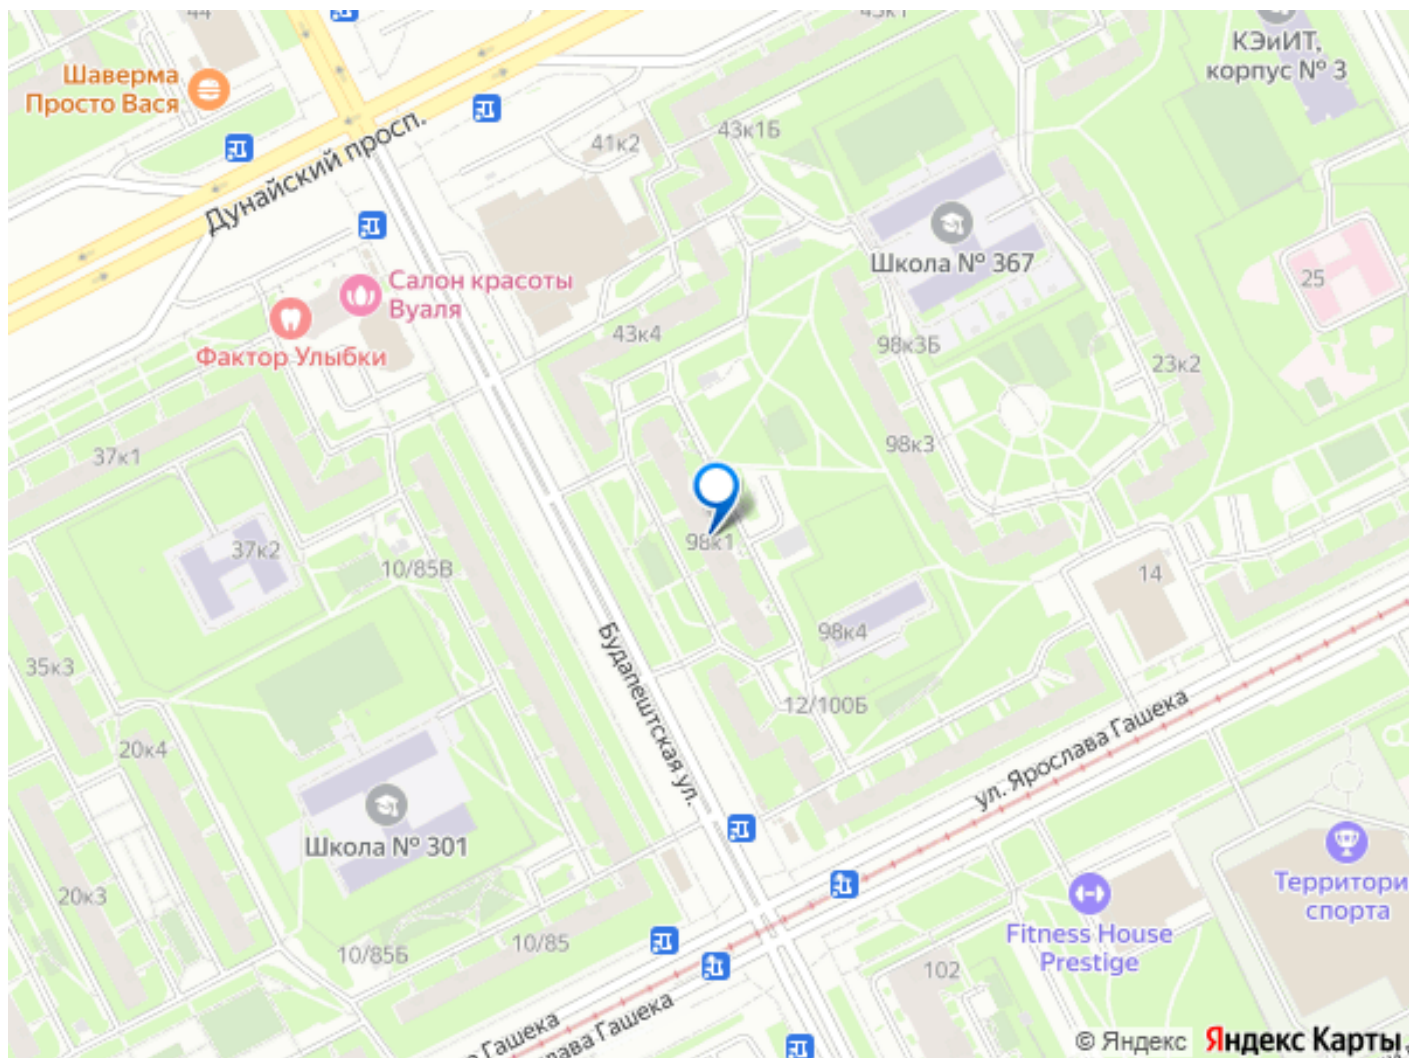 44
43к1
КЭиИТ,
корпус № 3
Шаверма
Просто Вася
Дунайский просп.
41к2
43к1Б
Школа № 367
25
Салон красоты
Вуаля
Фактор Улыбки
43к4
98к3Б
23к2
37к1
98к3
98к1
37к2
10/85В
14
98к4
35к3
Будапештская ул.
12/100Б
ул. Ярослава Гашека
20к4
Школа № 301
20к3
Территори
спорта
Fitness House
Prestige
10/85Б
10/85
102
Гашека
Гашека
© Яндекс
Яндекс Карты